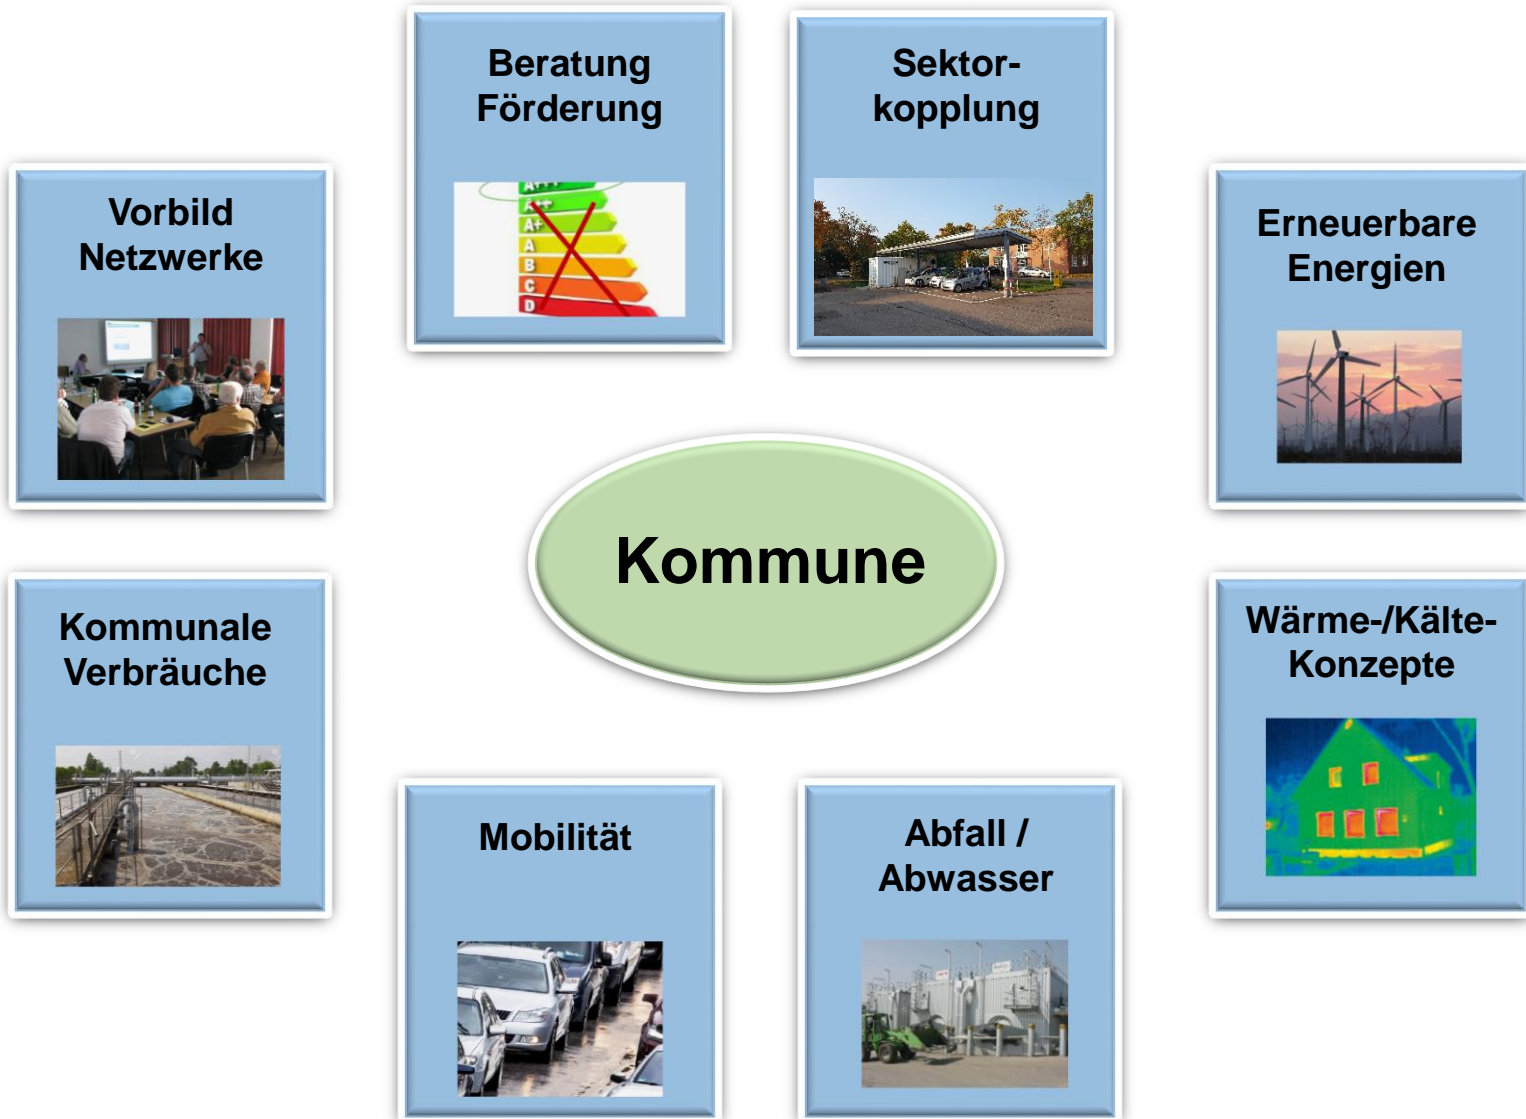 Beratung
Förderung
Sektor-
kopplung
Vorbild
Netzwerke
Erneuerbare
Energien
Kommune
Kommunale
Verbräuche
Wärme-/Kälte-
Konzepte
Mobilität
Abfall /
Abwasser
A+++
A++
A+
A
B
C
D